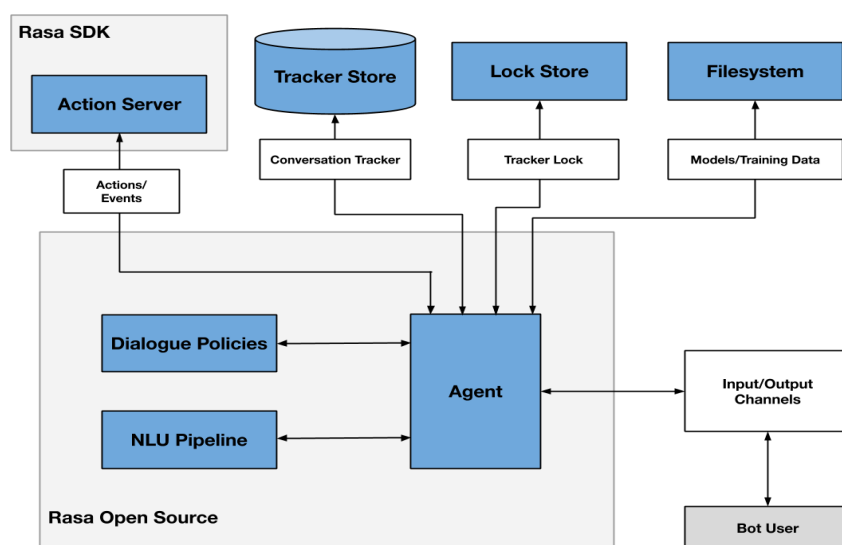 Rasa SDK
Action Server
Tracker Store
Lock Store
Filesystem
Conversation Tracker
Tracker Lock
Models/Training Data
Actions/
Events
Dialogue Policies
Agent
Input/Output
Channels
NLU Pipeline
Rasa Open Source
Bot User